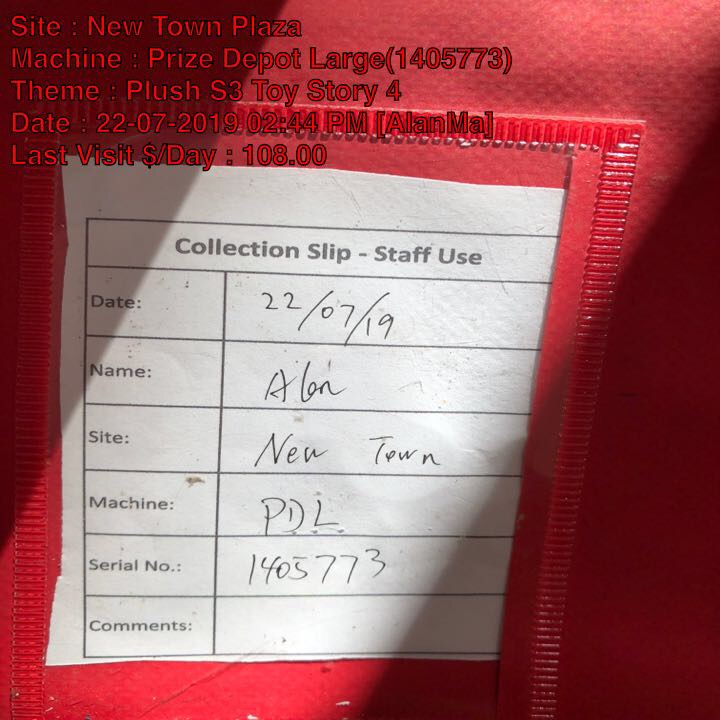 Site : New Town Plaza
Machine : Prize Depot Large(1405773)
Theme : Plush S3 Toy Story 4
Date : 22-07-2019 02:44 PM [AlanMa]
Last Visit $/Day : 108.00
Collection Slip - Staff Use
Date: 22/07/19
Name: Alan
Site: New Town
Machine: PDL
Serial No.: 1405773
Comments: